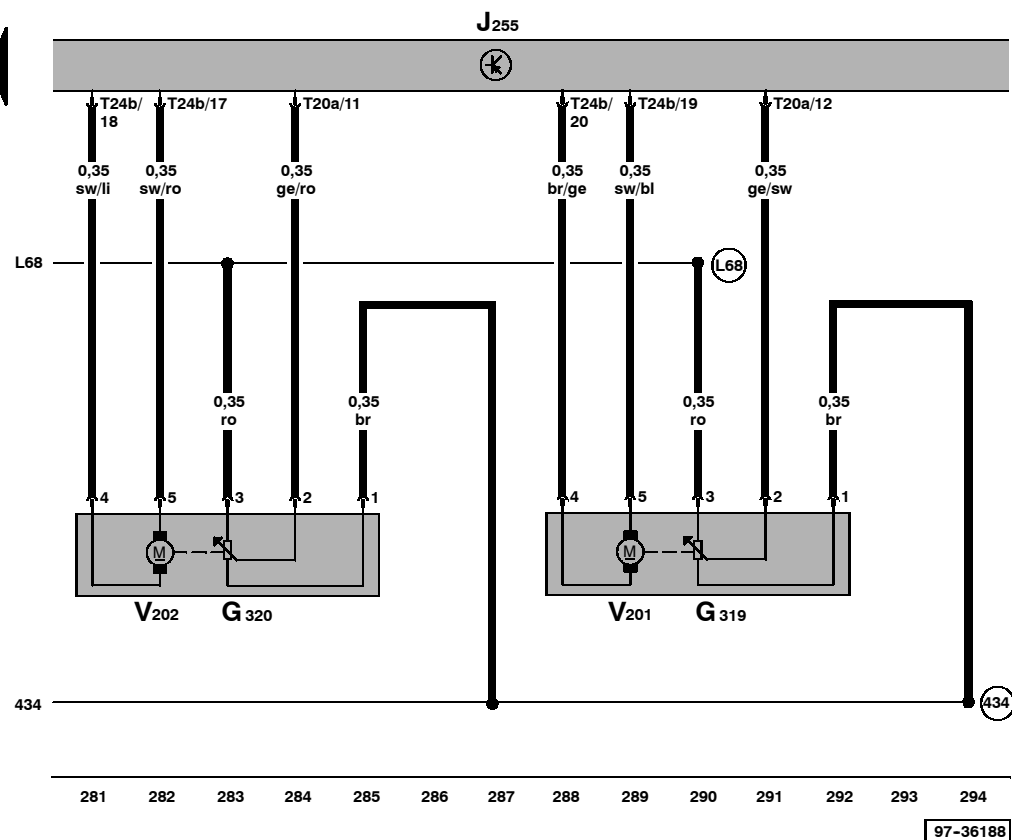 J255
T24b/ T24b/17 T20a/11 T24b/ T24b/19 T20a/12
18 20
0,35 0,35 0,35 0,35 0,35 0,35
sw/li sw/ro ge/ro br/ge sw/bl ge/sw
L68 L68
0,35 0,35 0,35 0,35
ro br ro br
4 5 3 2 1 4 5 3 2 1
M M
V202 G320 V201 G319
434 434
281 282 283 284 285 286 287 288 289 290 291 292 293 294
97-36188